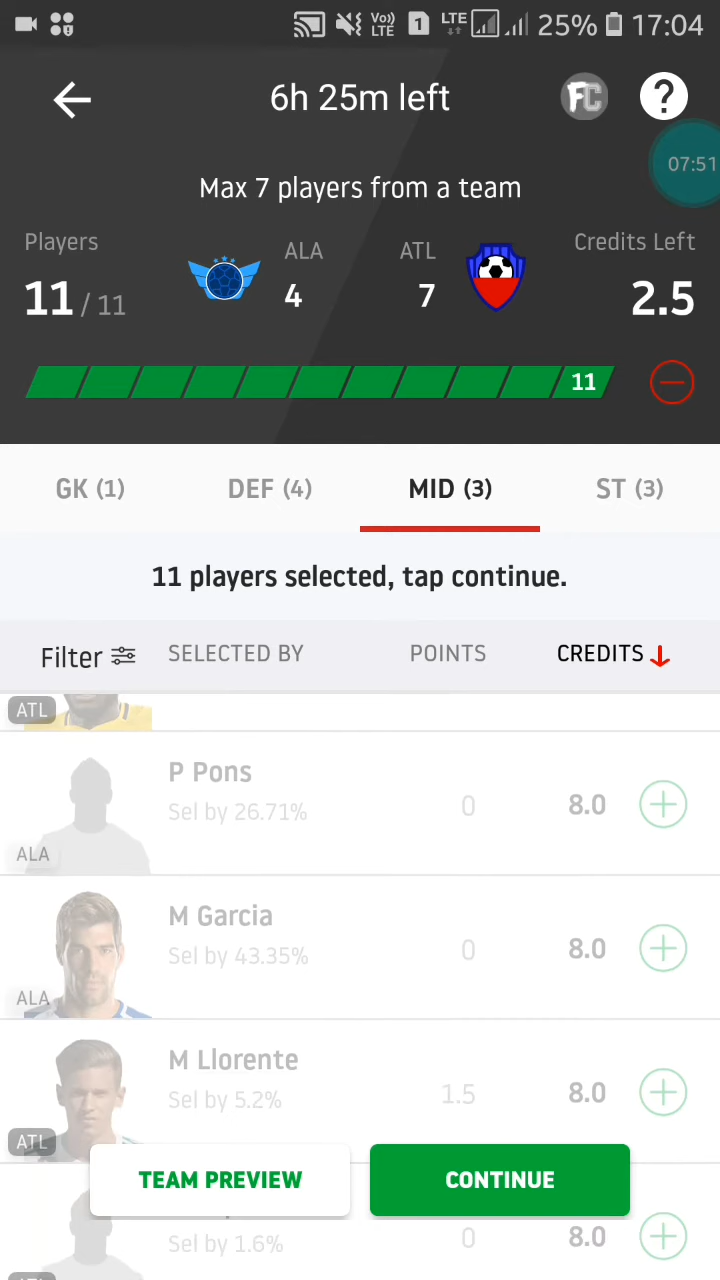 Vo))
LTE
1
LTE
25%
17:04
6h 25m left
FC
?
07:51
Max 7 players from a team
Players
11 / 11
ALA
4
ATL
7
Credits Left
2.5
11
GK (1)
DEF (4)
MID (3)
ST (3)
11 players selected, tap continue.
Filter
SELECTED BY
POINTS
CREDITS
ATL
P Pons
Sel by 26.71%
0
8.0
ALA
M Garcia
Sel by 43.35%
0
8.0
ALA
M Llorente
Sel by 5.2%
1.5
8.0
ATL
TEAM PREVIEW
CONTINUE
Sel by 1.6%
0
8.0